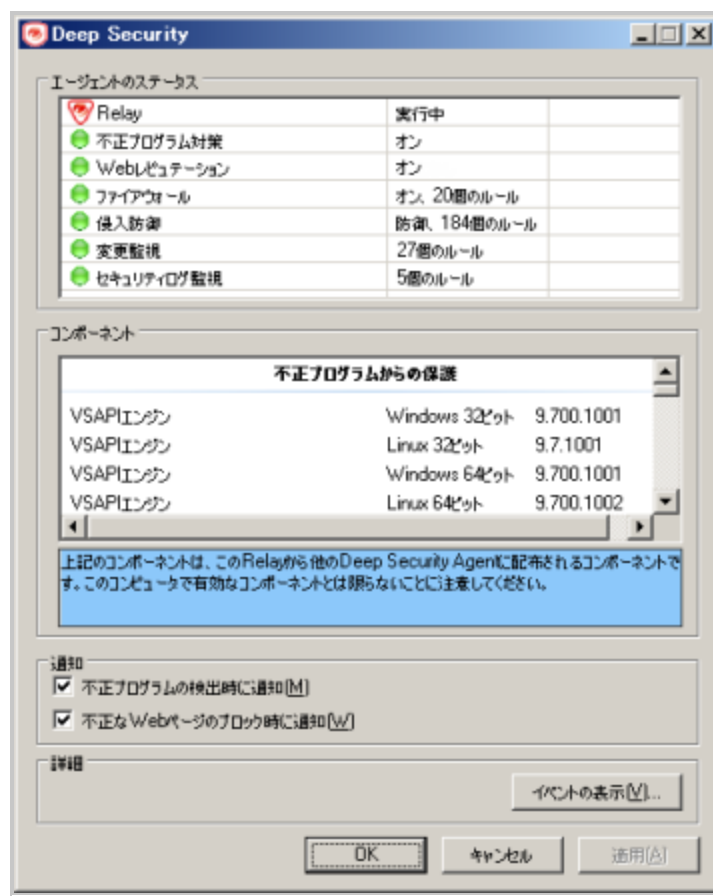 Deep Security
エージェントのステータス
Relay 実行中
不正プログラム対策 オン
Webレピュテーション オン
ファイアウォール オン、20個のルール
侵入防御 防御、184個のルール
変更監視 27個のルール
セキュリティログ監視 5個のルール
コンポーネント
不正プログラムからの保護
VSAPIエンジン Windows 32ビット 9.700.1001
VSAPIエンジン Linux 32ビット 9.7.1001
VSAPIエンジン Windows 64ビット 9.700.1001
VSAPIエンジン Linux 64ビット 9.700.1002
上記のコンポーネントは、このRelayから他のDeep Security Agentに配布されるコンポーネントで
す。このコンピュータで有効なコンポーネントとは限らないことに注意してください。
通知
不正プログラムの検出時に通知[M]
不正なWebページのブロック時に通知[W]
詳細
イベントの表示[V]...
OK キャンセル 適用[A]